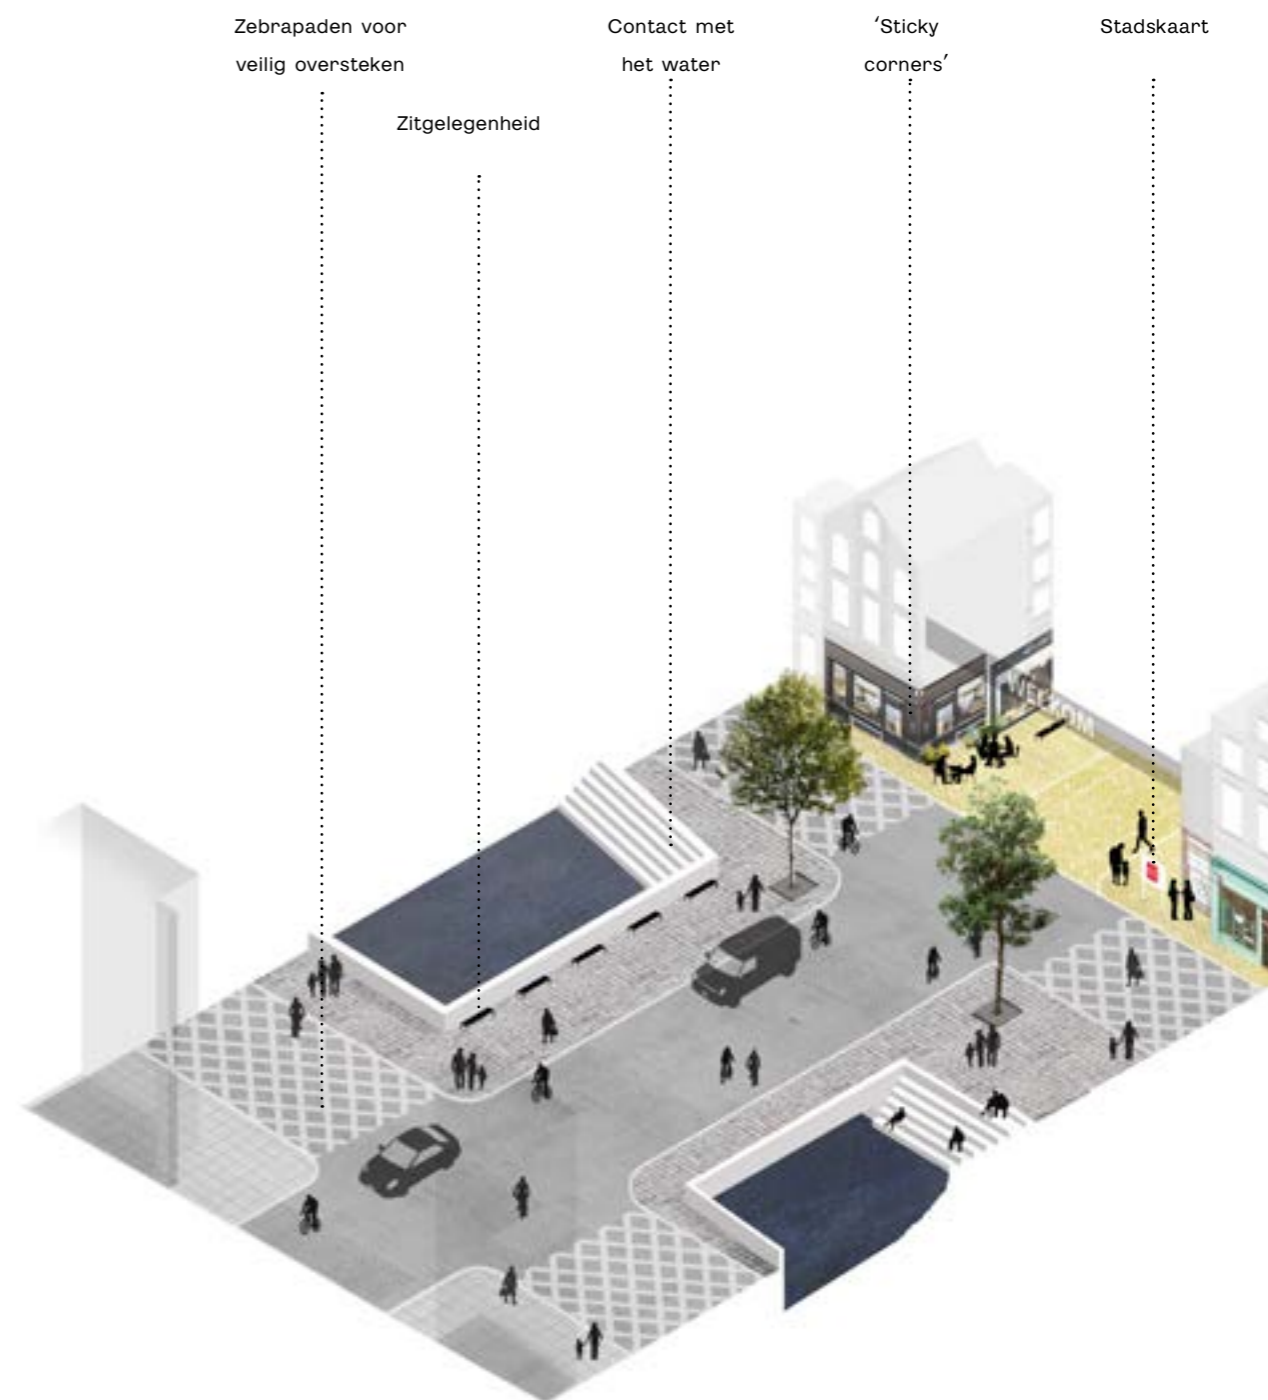 Zebrapaden voor
veilig oversteken
Zitgelegenheid
Contact met
het water
‘Sticky
corners’
Stadskaart